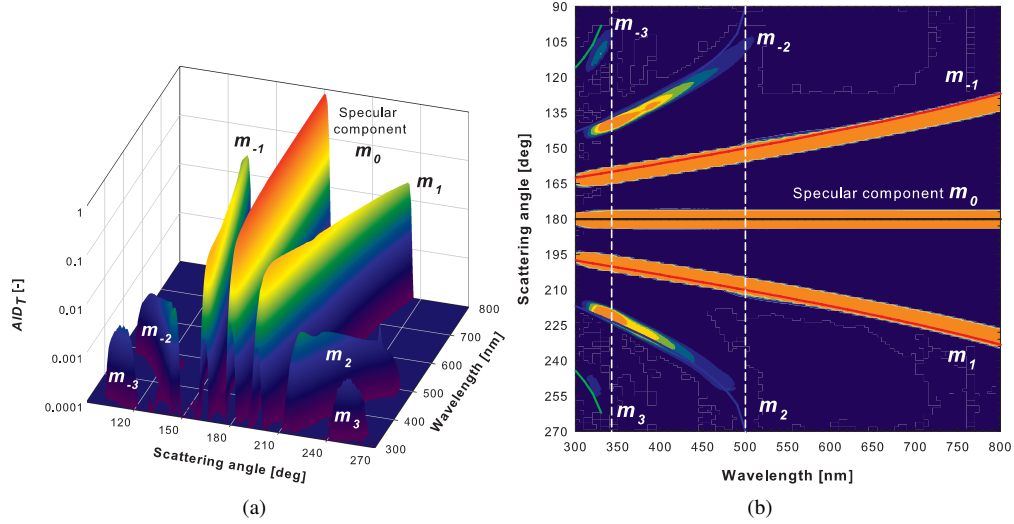 Specular
component
m0
m-1
m1
1
0.1
0.01
0.001
0.0001
AIDT [-]
m-2
m-3
m2
m3
800
700
600
500
400
300
Wavelength [nm]
120
150
180
210
240
270
Scattering angle [deg]
(a)
90
105
120
135
150
165
180
195
210
225
240
255
270
Scattering angle [deg]
m-3
m-2
m-1
Specular component m0
m1
m3
m2
300 350 400 450 500 550 600 650 700 750 800
Wavelength [nm]
(b)